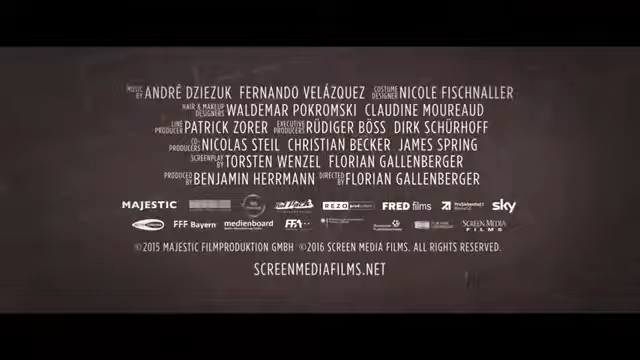 MUSIC BY ANDRÉ DZIEZUK FERNANDO VELÁZQUEZ COSTUME DESIGNER NICOLE FISCHNALLER
HAIR & MAKEUP DESIGNERS WALDEMAR POKROMSKI CLAUDINE MOUREAUD
LINE PRODUCER PATRICK ZORER EXECUTIVE PRODUCERS RÜDIGER BÖSS DIRK SCHÜRHOFF
CO-PRODUCERS NICOLAS STEIL CHRISTIAN BECKER JAMES SPRING
SCREENPLAY BY TORSTEN WENZEL FLORIAN GALLENBERGER
PRODUCED BY BENJAMIN HERRMANN DIRECTED BY FLORIAN GALLENBERGER
MAJESTIC REZO FRED films sky
FFF Bayern medienboard FFA SCREEN MEDIA FILMS
©2015 MAJESTIC FILMPRODUKTION GMBH ©2016 SCREEN MEDIA FILMS. ALL RIGHTS RESERVED.
SCREENMEDIAFILMS.NET